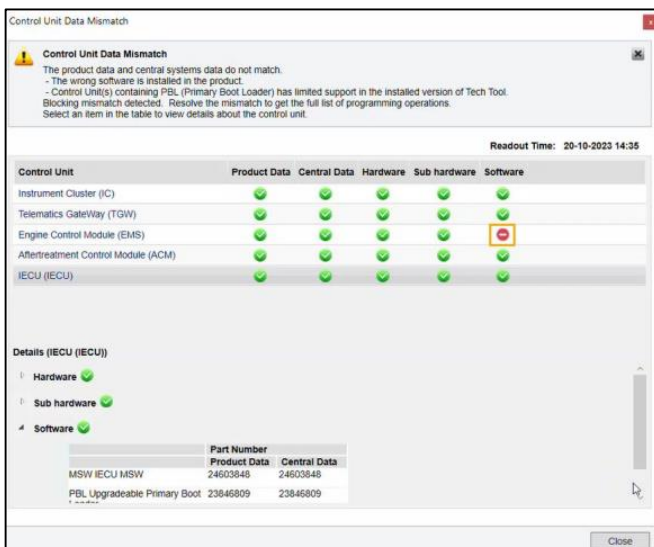 Control Unit Data Mismatch
Control Unit Data Mismatch
The product data and central systems data do not match.
- The wrong software is installed in the product.
- Control Unit(s) containing PBL (Primary Boot Loader) has limited support in the installed version of Tech Tool.
Blocking mismatch detected. Resolve the mismatch to get the full list of programming operations.
Select an item in the table to view details about the control unit.
Readout Time: 20-10-2023 14:35
Control Unit Product Data Central Data Hardware Sub hardware Software
Instrument Cluster (IC)
Telematics GateWay (TGW)
Engine Control Module (EMS)
Aftertreatment Control Module (ACM)
IECU (IECU)
Details (IECU (IECU))
Hardware
Sub hardware
Software
Part Number
Product Data Central Data
MSW IECU MSW 24603848 24603848
PBL Upgradeable Primary Boot 23846809 23846809
Loader
Close